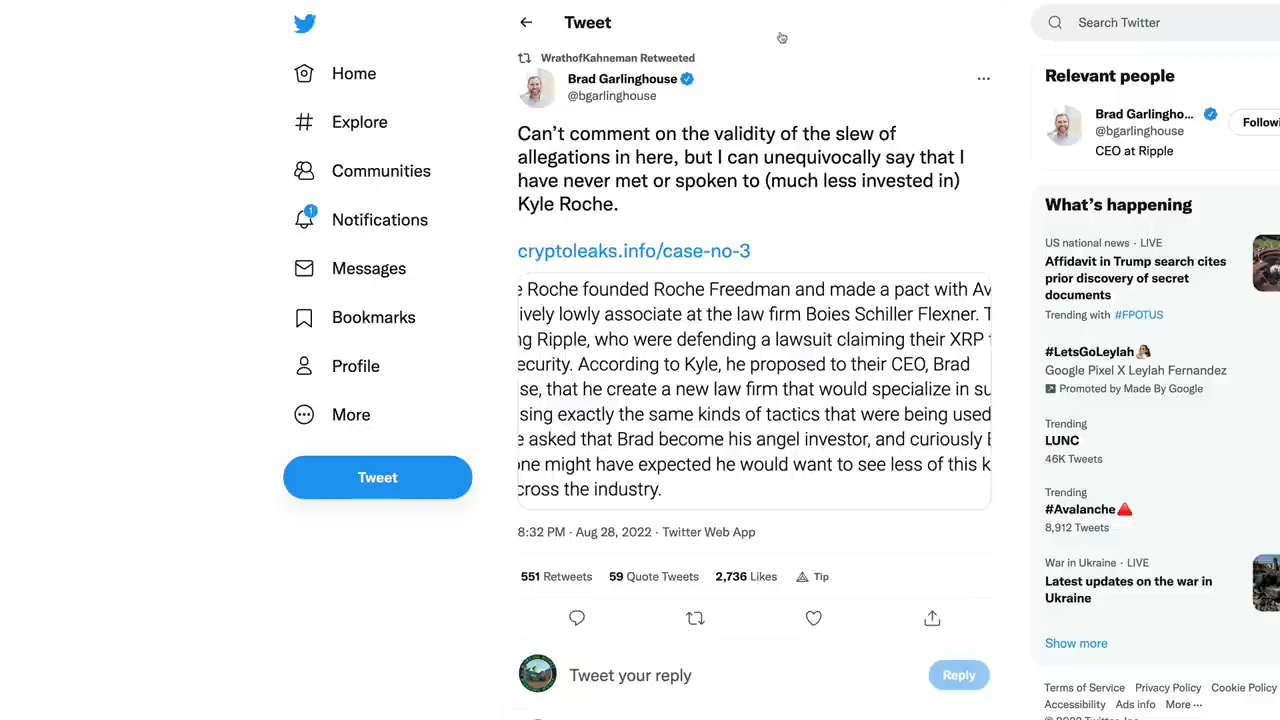 Tweet
Search Twitter
Home
Explore
Communities
1
Notifications
Messages
Bookmarks
Profile
More
Tweet
WrathofKahneman Retweeted
Brad Garlinghouse
@bgarlinghouse
Can’t comment on the validity of the slew of
allegations in here, but I can unequivocally say that I
have never met or spoken to (much less invested in)
Kyle Roche.
cryptoleaks.info/case-no-3
Roche founded Roche Freedman and made a pact with
lowly associate at the law firm Boies Schiller Flexner.
Ripple, who were defending a lawsuit claiming their XRP
According to Kyle, he proposed to their CEO, Brad
that he create a new law firm that would specialize in
exactly the same kinds of tactics that were being used
asked that Brad become his angel investor, and curiously
might have expected he would want to see less of this
the industry.
8:32 PM · Aug 28, 2022 · Twitter Web App
551 Retweets 59 Quote Tweets 2,736 Likes Tip
Tweet your reply
Reply
Relevant people
Brad Garlingho...
@bgarlinghouse
CEO at Ripple
What’s happening
US national news · LIVE
Affidavit in Trump search cites
prior discovery of secret
documents
Trending with #FPOTUS
#LetsGoLeylah
Google Pixel X Leylah Fernandez
Promoted by Made By Google
Trending
LUNC
46K Tweets
Trending
#Avalanche
8,912 Tweets
War in Ukraine · LIVE
Latest updates on the war in
Ukraine
Show more
Terms of Service Privacy Policy Cookie Policy
Accessibility Ads info More ···